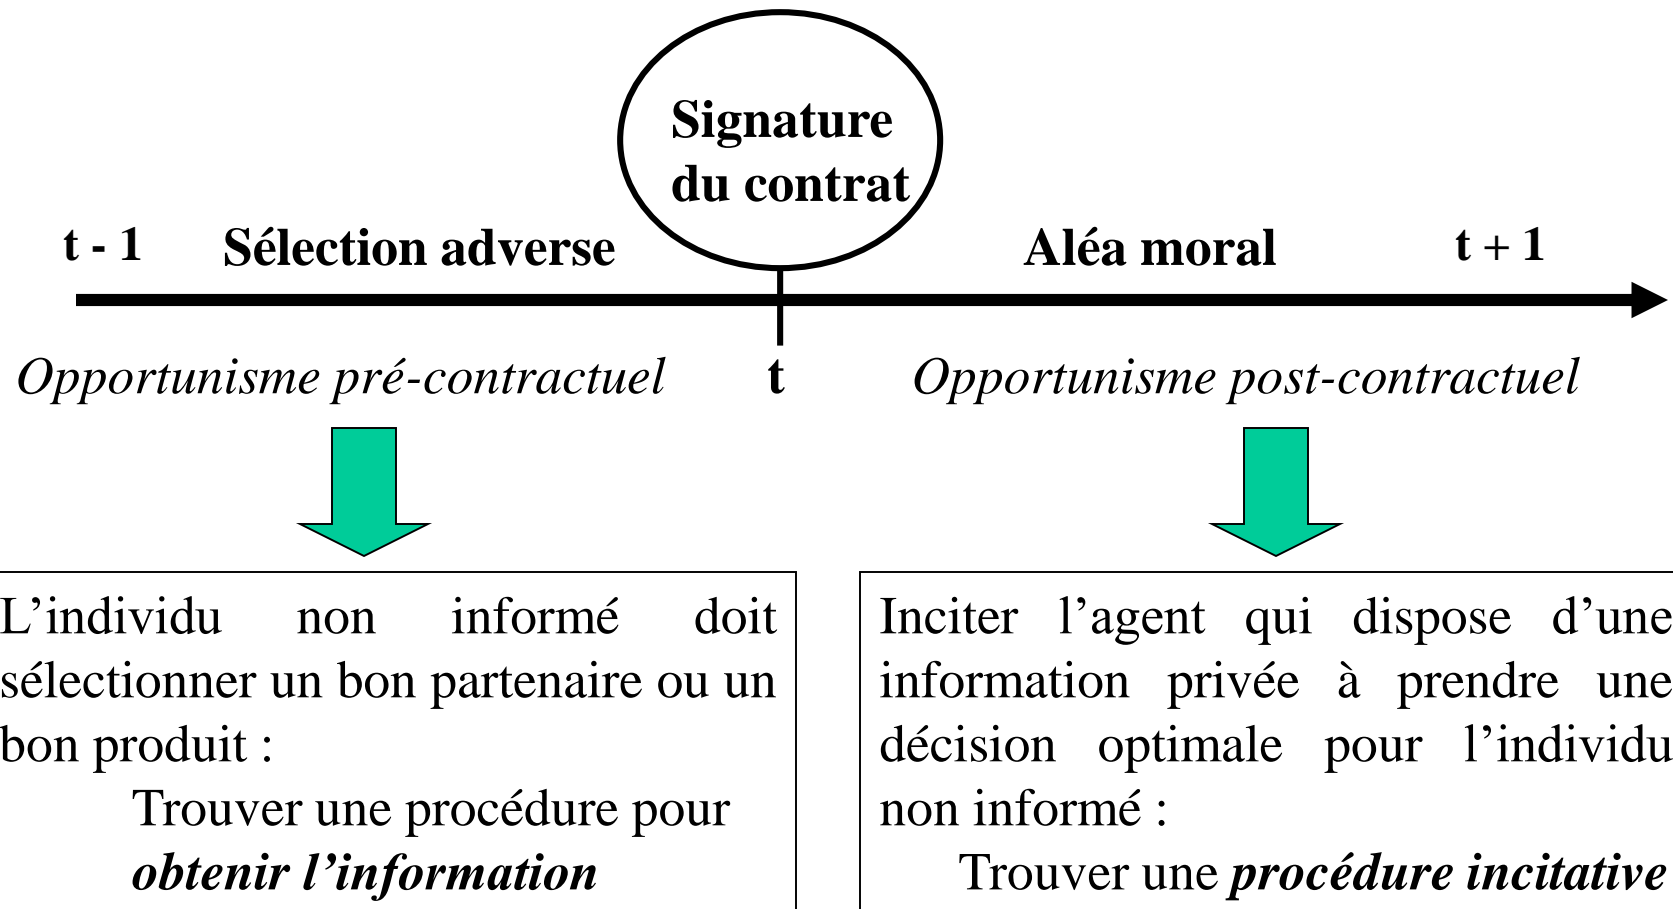 Signature
du contrat
t - 1 Sélection adverse Aléa moral t + 1
Opportunisme pré-contractuel t Opportunisme post-contractuel
L’individu non informé doit
sélectionner un bon partenaire ou un
bon produit :
Trouver une procédure pour
obtenir l’information
Inciter l’agent qui dispose d’une
information privée à prendre une
décision optimale pour l’individu
non informé :
Trouver une procédure incitative